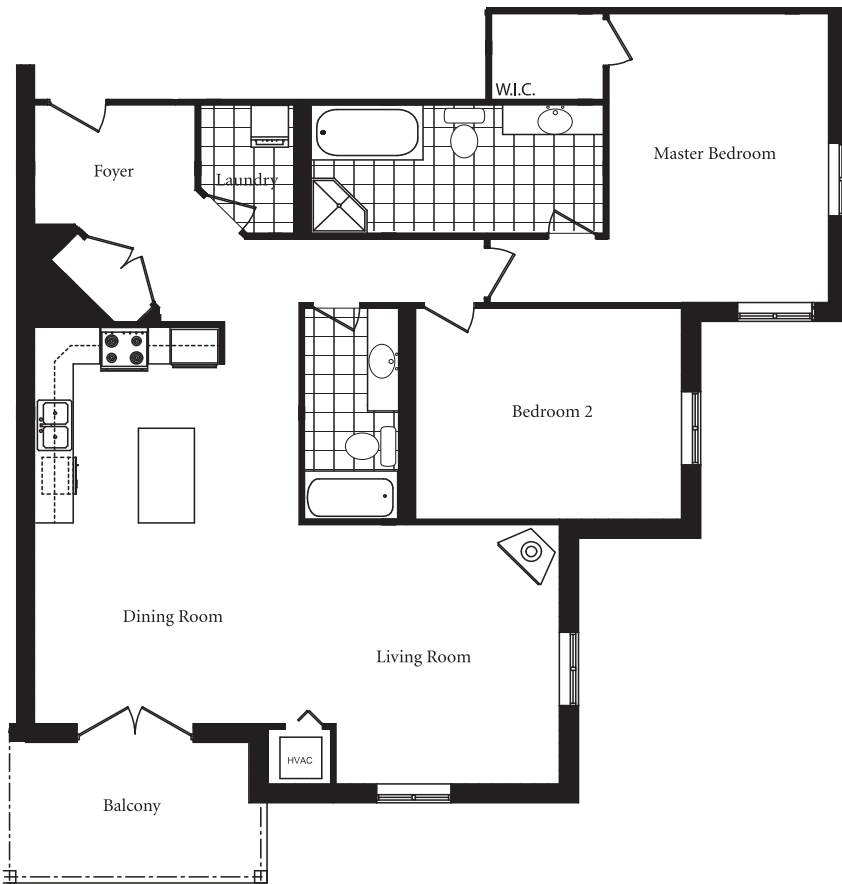 W.I.C.
Master Bedroom
Foyer
Laundry
Bedroom 2
Dining Room
Living Room
HVAC
Balcony